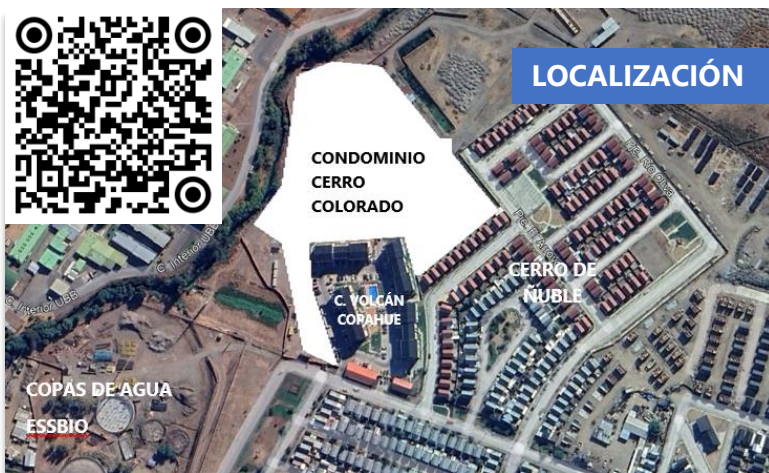 LOCALIZACIÓN
CONDOMINIO
CERRO
COLORADO
C. Interior UBB
C. Interior UBB
C. VOLCÁN
COPAHUE
CERRO DE
ÑUBLE
COPAS DE AGUA
ESSBIO